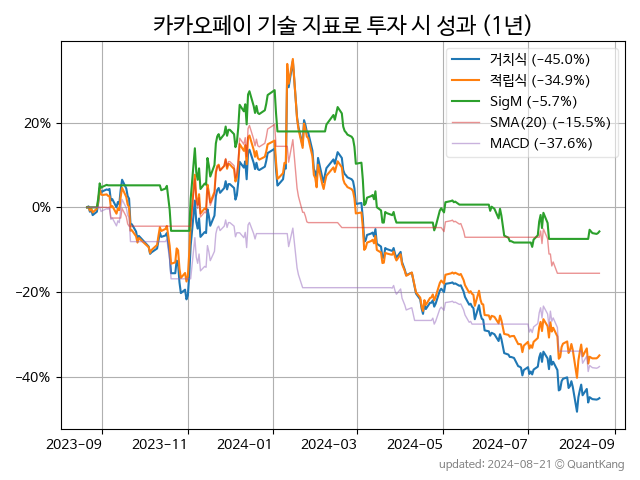 카카오페이 기술 지표로 투자 시 성과 (1년)
거치식 (−45.0%)
적립식 (−34.9%)
SigM (−5.7%)
SMA(20) (−15.5%)
MACD (−37.6%)
20%
0%
−20%
−40%
2023-09 2023-11 2024-01 2024-03 2024-05 2024-07 2024-09
updated: 2024-08-21 © QuantKang